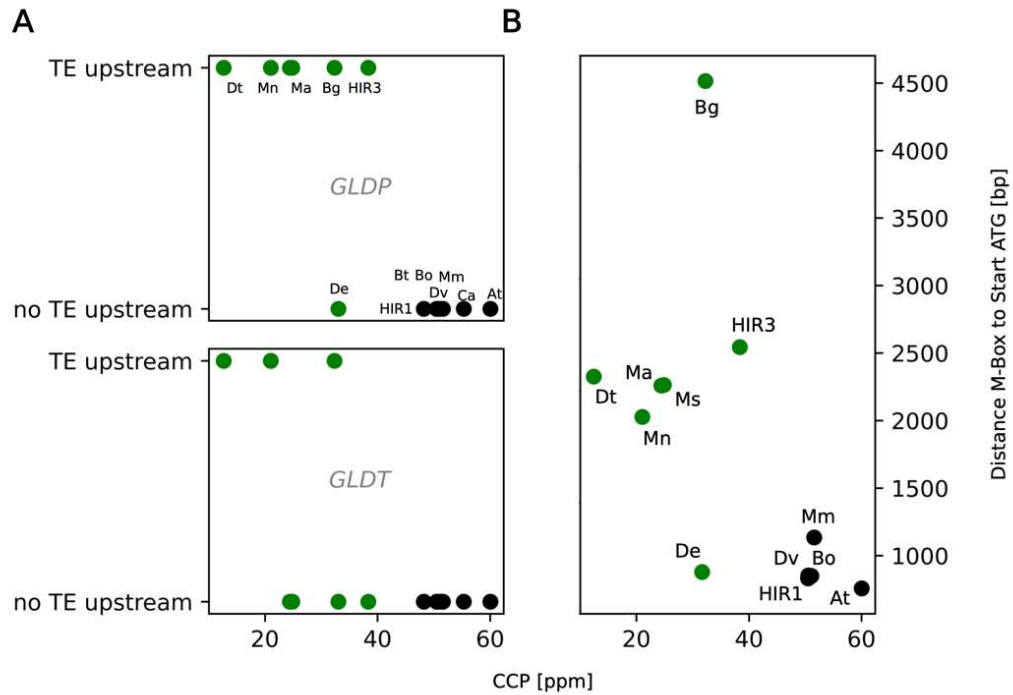 A
B
TE upstream
Dt Mn Ma Bg HIR3
GLDP
Bt Bo Mm
De
Dv Ca At
no TE upstream
HIR1
TE upstream
GLDT
no TE upstream
20 40 60
4500
Bg
4000
3500
3000
HIR3
2500
Ma
Dt
Ms
2000
Mn
1500
Mm
De
Dv Bo
1000
HIR1
At
20 40 60
Distance M-Box to Start ATG [bp]
CCP [ppm]